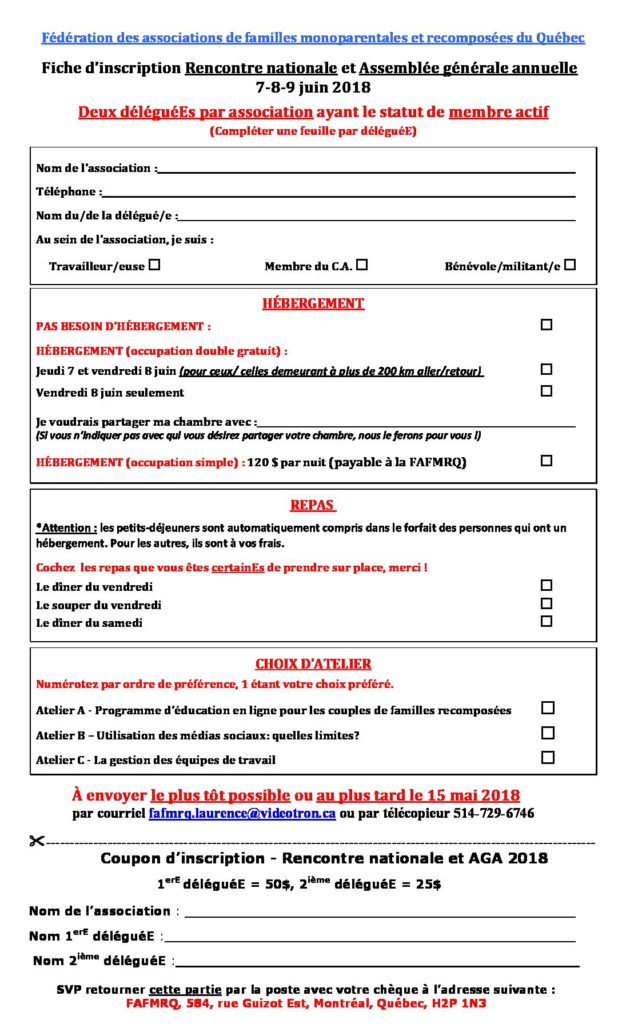 Fédération des associations de familles monoparentales et recomposées du Québec
Fiche d'inscription Rencontre nationale et Assemblée générale annuelle
7-8-9 juin 2018
Deux déléguéEs par association ayant le statut de membre actif
(Compléter une feuille par déléguéE)
Nom de l'association :
Téléphone :
Nom du/de la délégué/e :
Au sein de l'association, je suis :
Travailleur/euse ☐ Membre du C.A. ☐ Bénévole/militant/e ☐
HÉBERGEMENT
PAS BESOIN D'HÉBERGEMENT : ☐
HÉBERGEMENT (occupation double gratuit) :
Jeudi 7 et vendredi 8 juin (pour ceux/ celles demeurant à plus de 200 km aller/retour) ☐
Vendredi 8 juin seulement ☐
Je voudrais partager ma chambre avec :
(Si vous n'indiquer pas avec qui vous désirez partager votre chambre, nous le ferons pour vous !)
HÉBERGEMENT (occupation simple) : 120 $ par nuit (payable à la FAFMRQ) ☐
REPAS
*Attention : les petits-déjeuners sont automatiquement compris dans le forfait des personnes qui ont un
hébergement. Pour les autres, ils sont à vos frais.
Cochez les repas que vous êtes certainEs de prendre sur place, merci !
Le dîner du vendredi ☐
Le souper du vendredi ☐
Le dîner du samedi ☐
CHOIX D'ATELIER
Numérotez par ordre de préférence, 1 étant votre choix préféré.
Atelier A - Programme d'éducation en ligne pour les couples de familles recomposées ☐
Atelier B – Utilisation des médias sociaux: quelles limites? ☐
Atelier C - La gestion des équipes de travail ☐
À envoyer le plus tôt possible ou au plus tard le 15 mai 2018
par courriel fafmrq.laurence@videotron.ca ou par télécopieur 514-729-6746
Coupon d'inscription - Rencontre nationale et AGA 2018
1erE déléguéE = 50$, 2ième déléguéE = 25$
Nom de l'association :
Nom 1erE déléguéE :
Nom 2ième déléguéE :
SVP retourner cette partie par la poste avec votre chèque à l'adresse suivante :
FAFMRQ, 584, rue Guizot Est, Montréal, Québec, H2P 1N3